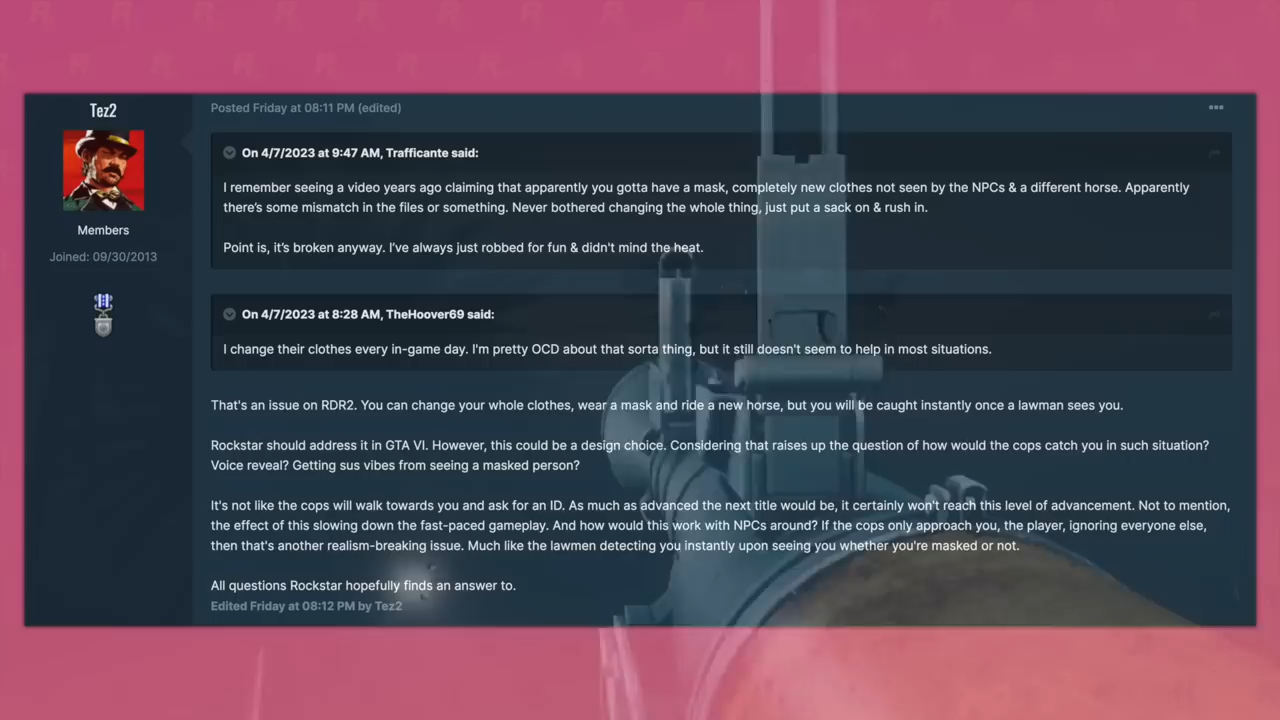 Tez2
Members
Joined: 09/30/2013
Posted Friday at 08:11 PM (edited)
On 4/7/2023 at 9:47 AM, Trafficante said:
I remember seeing a video years ago claiming that apparently you gotta have a mask, completely new clothes not seen by the NPCs & a different horse. Apparently
there's some mismatch in the files or something. Never bothered changing the whole thing, just put a sack on & rush in.
Point is, it's broken anyway. I've always just robbed for fun & didn't mind the heat.
On 4/7/2023 at 8:28 AM, TheHoover69 said:
I change their clothes every in-game day. I'm pretty OCD about that sorta thing, but it still doesn't seem to help in most situations.
That's an issue on RDR2. You can change your whole clothes, wear a mask and ride a new horse, but you will be caught instantly once a lawman sees you.
Rockstar should address it in GTA VI. However, this could be a design choice. Considering that raises up the question of how would the cops catch you in such situation?
Voice reveal? Getting sus vibes from seeing a masked person?
It's not like the cops will walk towards you and ask for an ID. As much as advanced the next title would be, it certainly won't reach this level of advancement. Not to mention,
the effect of this slowing down the fast-paced gameplay. And how would this work with NPCs around? If the cops only approach you, the player, ignoring everyone else,
then that's another realism-breaking issue. Much like the lawmen detecting you instantly upon seeing you whether you're masked or not.
All questions Rockstar hopefully finds an answer to.
Edited Friday at 08:12 PM by Tez2